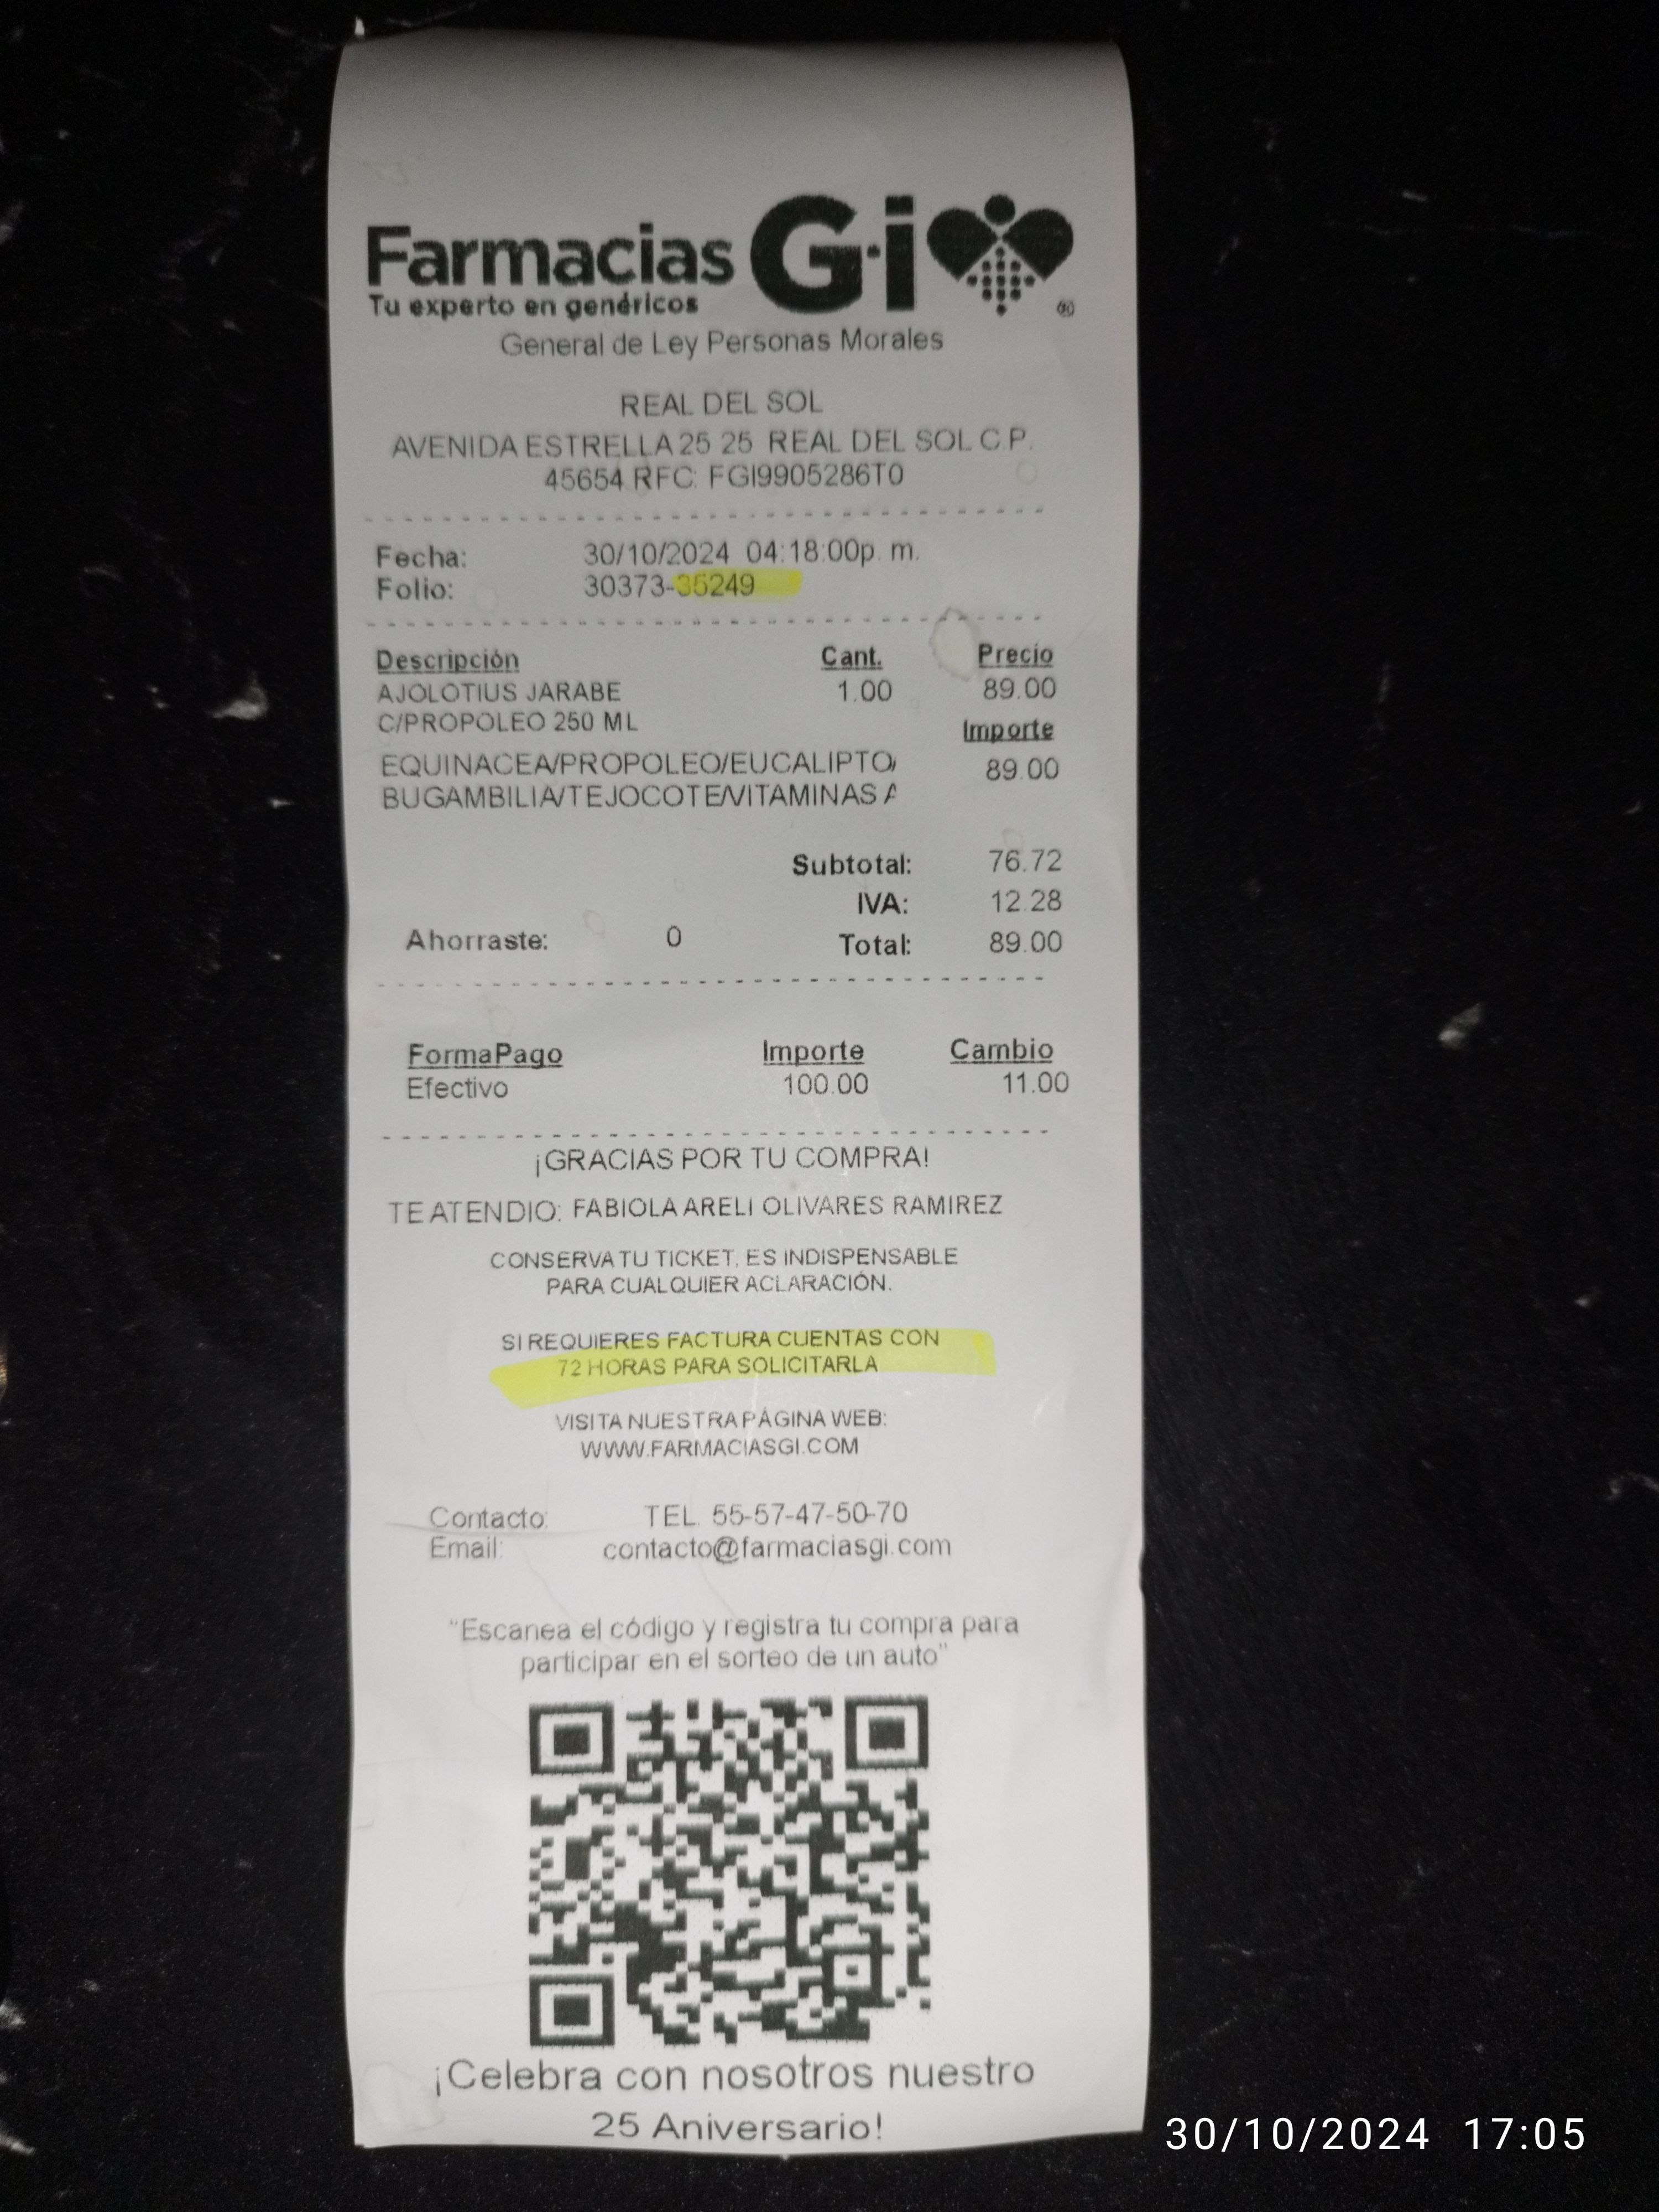 Farmacias G·i
Tu experto en genéricos ®
General de Ley Personas Morales
REAL DEL SOL
AVENIDA ESTRELLA 25 25 REAL DEL SOL C.P.
45654 RFC: FGI9905286T0
Fecha: 30/10/2024 04:18:00p. m.
Folio: 30373-35249
Descripción Cant. Precio
AJOLOTIUS JARABE 1.00 89.00
C/PROPOLEO 250 ML Importe
EQUINACEA/PROPOLEO/EUCALIPTO/ 89.00
BUGAMBILIA/TEJOCOTE/VITAMINAS A
Subtotal: 76.72
IVA: 12.28
Ahorraste: 0 Total: 89.00
FormaPago Importe Cambio
Efectivo 100.00 11.00
¡GRACIAS POR TU COMPRA!
TE ATENDIO: FABIOLA ARELI OLIVARES RAMIREZ
CONSERVA TU TICKET, ES INDISPENSABLE
PARA CUALQUIER ACLARACIÓN.
SI REQUIERES FACTURA CUENTAS CON
72 HORAS PARA SOLICITARLA
VISITA NUESTRA PÁGINA WEB:
WWW.FARMACIASGI.COM
Contacto: TEL. 55-57-47-50-70
Email: contacto@farmaciasgi.com
"Escanea el código y registra tu compra para
participar en el sorteo de un auto"
¡Celebra con nosotros nuestro
25 Aniversario!
30/10/2024 17:05